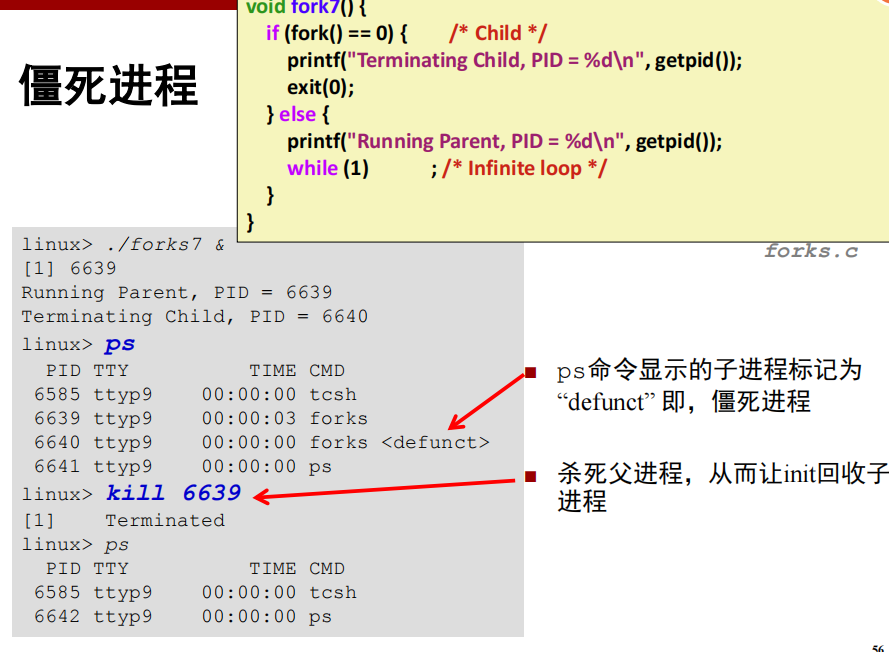 void fork7() {
if (fork() == 0) { /* Child */
printf("Terminating Child, PID = %d\n", getpid());
exit(0);
} else {
printf("Running Parent, PID = %d\n", getpid());
while (1) ; /* Infinite loop */
}
}
forks.c
僵死进程
linux> ./forks7 &
[1] 6639
Running Parent, PID = 6639
Terminating Child, PID = 6640
linux> ps
PID TTY TIME CMD
6585 ttyp9 00:00:00 tcsh
6639 ttyp9 00:00:03 forks
6640 ttyp9 00:00:00 forks <defunct>
6641 ttyp9 00:00:00 ps
linux> kill 6639
[1] Terminated
linux> ps
PID TTY TIME CMD
6585 ttyp9 00:00:00 tcsh
6642 ttyp9 00:00:00 ps
■ ps命令显示的子进程标记为
“defunct” 即，僵死进程
■ 杀死父进程，从而让init回收子
进程
56